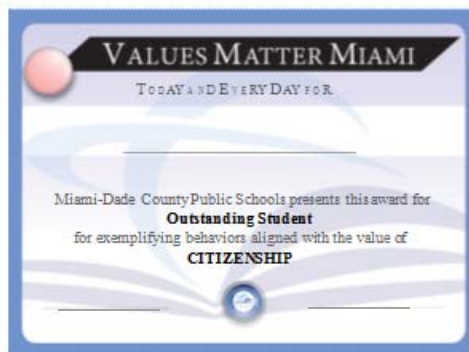 VALUES MATTER MIAMI
TODAY AND EVERY DAY FOR
Miami-Dade County Public Schools presents this award for
Outstanding Student
for exemplifying behaviors aligned with the value of
CITIZENSHIP